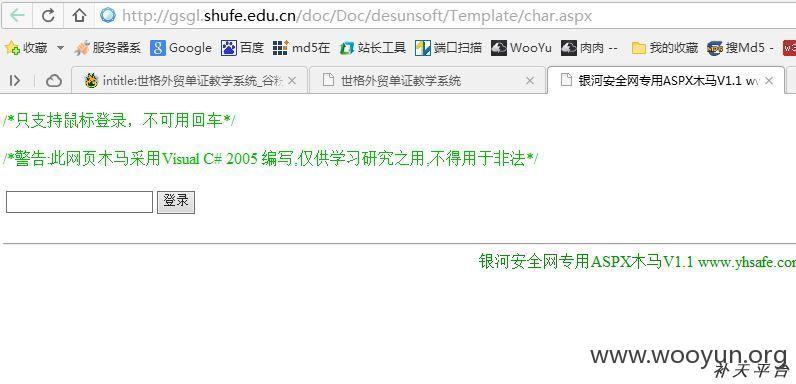 http://gsgl.shufe.edu.cn/doc/Doc/desunsoft/Template/char.aspx
收藏 服务器系 Google 百度 md5在 站长工具 端口扫描 WooYu 肉肉 -- 我的收藏 搜Md5 -
intitle:世格外贸单证教学系统_谷 世格外贸单证教学系统 银河安全网专用ASPX木马V1.1 w
/*只支持鼠标登录，不可用回车*/
/*警告:此网页木马采用Visual C# 2005 编写,仅供学习研究之用,不得用于非法*/
登录
银河安全网专用ASPX木马V1.1 www.yhsafe.com
www.wooyun.org
补天平台